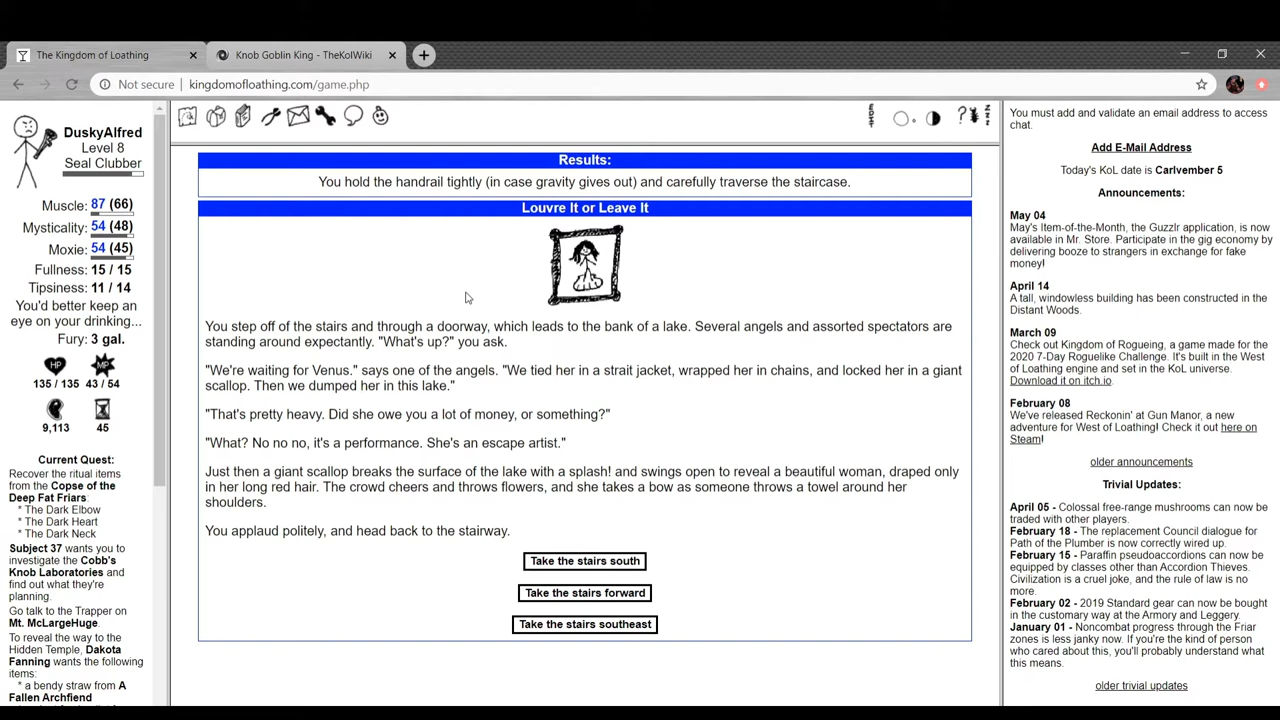 The Kingdom of Loathing
Knob Goblin King - TheKolWiki
Not secure
kingdomofloathing.com/game.php
DuskyAlfred
Level 8
Seal Clubber
Muscle: 87 (66)
Mysticality: 54 (48)
Moxie: 54 (45)
Fullness: 15 / 15
Tipsiness: 11 / 14
You'd better keep an
eye on your drinking...
Fury: 3 gal.
HP
MP
135 / 135
43 / 54
9,113
45
Current Quest:
Recover the ritual items
from the Copse of the
Deep Fat Friars:
* The Dark Elbow
* The Dark Heart
* The Dark Neck
Subject 37 wants you to
investigate the Cobb's
Knob Laboratories and
find out what they're
planning.
Go talk to the Trapper on
Mt. McLargeHuge.
To reveal the way to the
Hidden Temple, Dakota
Fanning wants the following
items:
* a bendy straw from A
Fallen Archfiend
EDIT
?
ZZZ
Results:
You hold the handrail tightly (in case gravity gives out) and carefully traverse the staircase.
Louvre It or Leave It
You step off of the stairs and through a doorway, which leads to the bank of a lake. Several angels and assorted spectators are
standing around expectantly. "What's up?" you ask.
"We're waiting for Venus." says one of the angels. "We tied her in a strait jacket, wrapped her in chains, and locked her in a giant
scallop. Then we dumped her in this lake."
"That's pretty heavy. Did she owe you a lot of money, or something?"
"What? No no no, it's a performance. She's an escape artist."
Just then a giant scallop breaks the surface of the lake with a splash! and swings open to reveal a beautiful woman, draped only
in her long red hair. The crowd cheers and throws flowers, and she takes a bow as someone throws a towel around her
shoulders.
You applaud politely, and head back to the stairway.
Take the stairs south
Take the stairs forward
Take the stairs southeast
You must add and validate an email address to access
chat.
Add E-Mail Address
Today's KoL date is Carlvember 5
Announcements:
May 04
May's Item-of-the-Month, the Guzzlr application, is now
available in Mr. Store. Participate in the gig economy by
delivering booze to strangers in exchange for fake
money!
April 14
A tall, windowless building has been constructed in the
Distant Woods.
March 09
Check out Kingdom of Rogueing, a game made for the
2020 7-Day Roguelike Challenge. It's built in the West
of Loathing engine and set in the KoL universe.
Download it on itch.io.
February 08
We've released Reckonin' at Gun Manor, a new
adventure for West of Loathing! Check it out here on
Steam!
older announcements
Trivial Updates:
April 05 - Colossal free-range mushrooms can now be
traded with other players.
February 18 - The replacement Council dialogue for
Path of the Plumber is now correctly wired up.
February 15 - Paraffin pseudoaccordions can now be
equipped by classes other than Accordion Thieves.
Civilization is a cruel joke, and the rule of law is no
more.
February 02 - 2019 Standard gear can now be bought
in the customary way at the Armory and Leggery.
January 01 - Noncombat progress through the Friar
zones is less janky now. If you're the kind of person
who cared about this, you'll probably understand what
this means.
older trivial updates